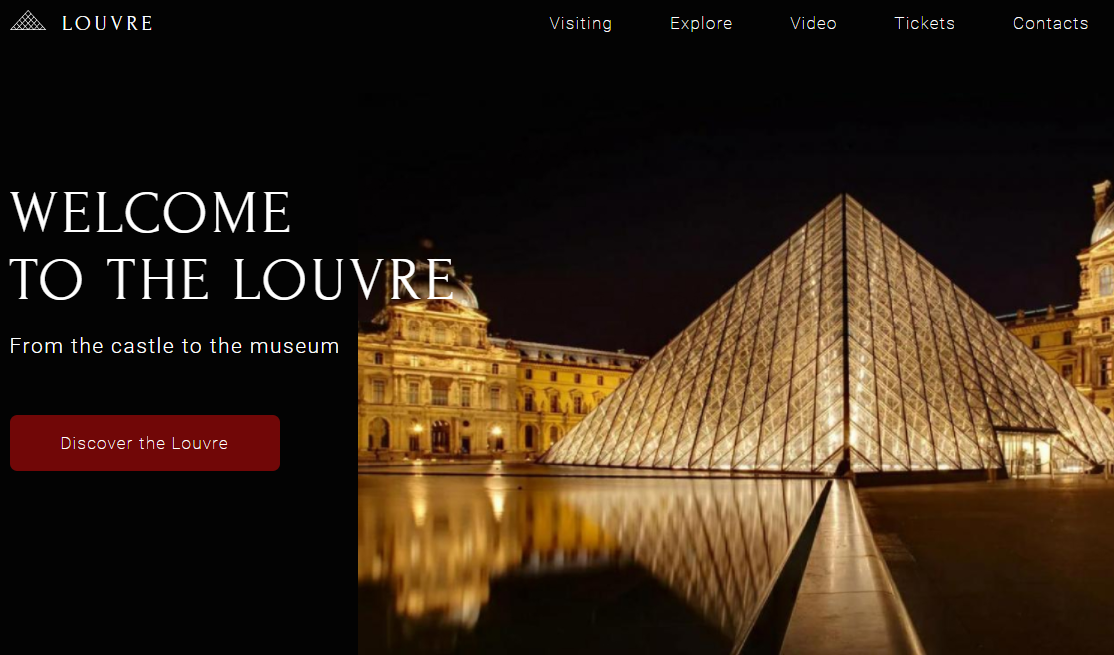 LOUVRE
Visiting Explore Video Tickets Contacts
WELCOME
TO THE LOUVRE
From the castle to the museum
Discover the Louvre